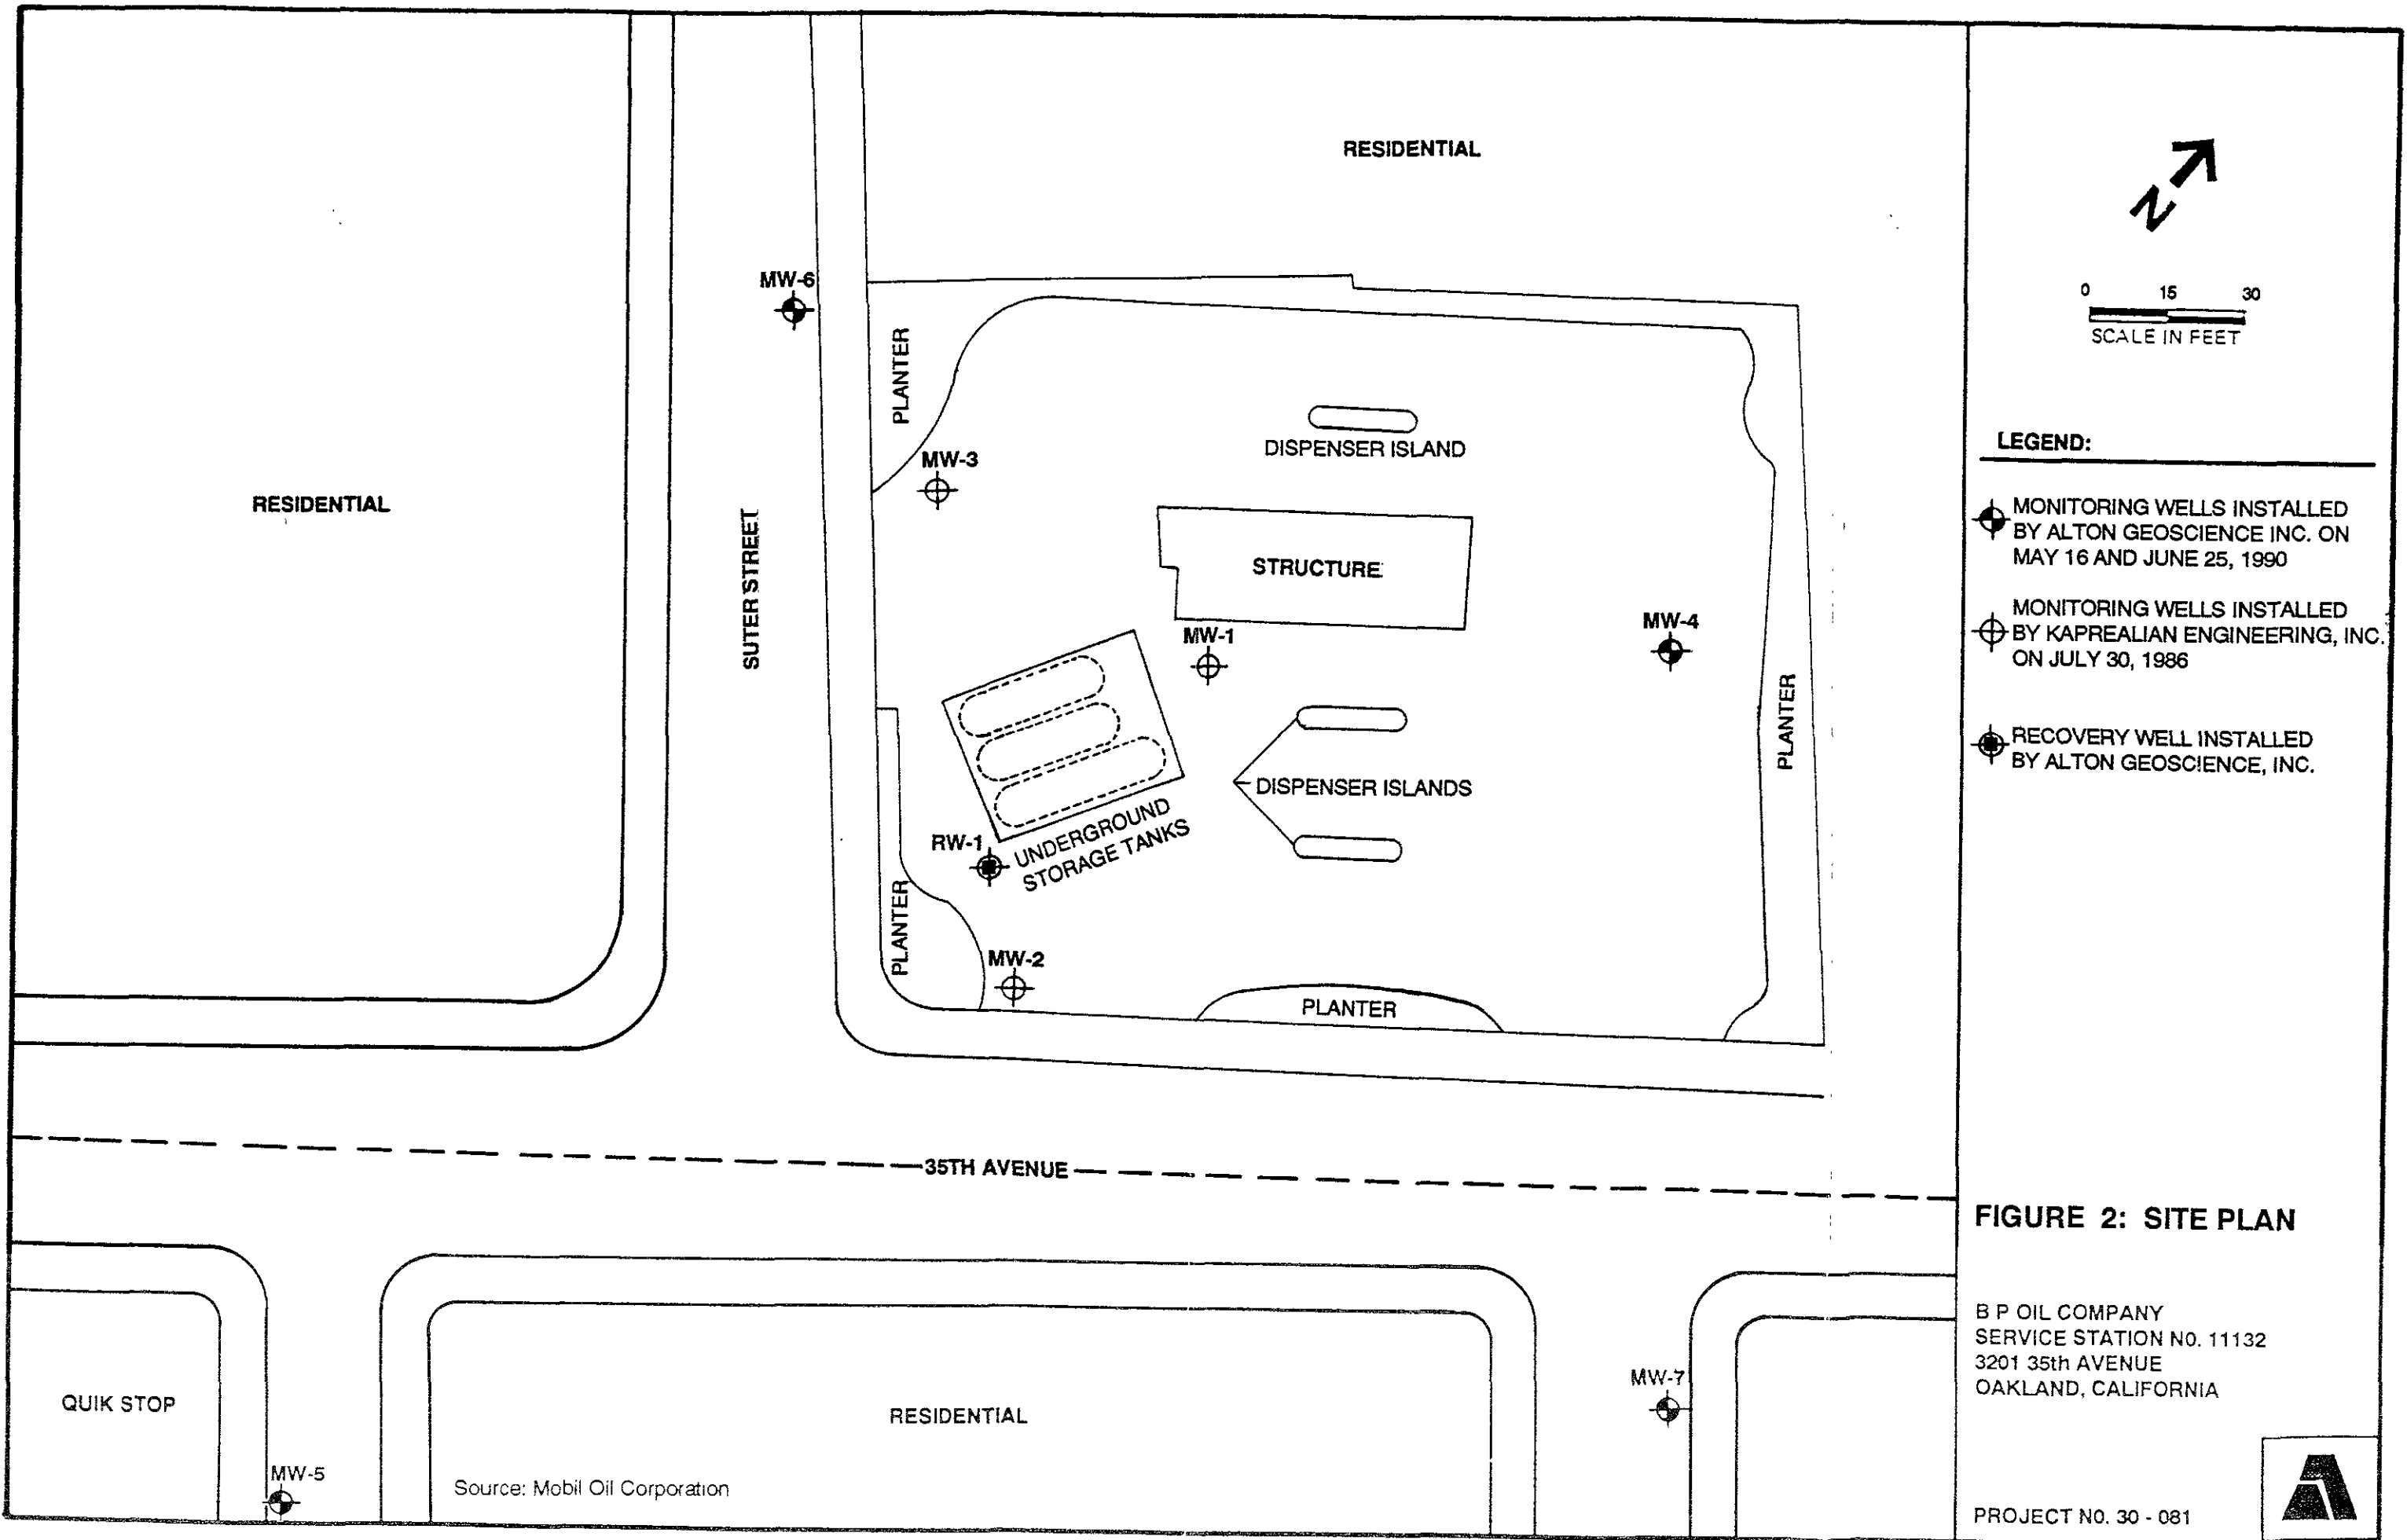 RESIDENTIAL
N
0 15 30
SCALE IN FEET
MW-6
PLANTER
DISPENSER ISLAND
LEGEND:
MW-3
RESIDENTIAL
MONITORING WELLS INSTALLED
BY ALTON GEOSCIENCE INC. ON
MAY 16 AND JUNE 25, 1990
SUTER STREET
STRUCTURE
MONITORING WELLS INSTALLED
BY KAPREALIAN ENGINEERING, INC.
ON JULY 30, 1986
MW-1
MW-4
PLANTER
RECOVERY WELL INSTALLED
BY ALTON GEOSCIENCE, INC.
DISPENSER ISLANDS
RW-1
UNDERGROUND
STORAGE TANKS
PLANTER
MW-2
PLANTER
35TH AVENUE
FIGURE 2: SITE PLAN
B P OIL COMPANY
SERVICE STATION NO. 11132
3201 35th AVENUE
OAKLAND, CALIFORNIA
QUIK STOP
RESIDENTIAL
MW-7
MW-5
Source: Mobil Oil Corporation
PROJECT NO. 30 - 081